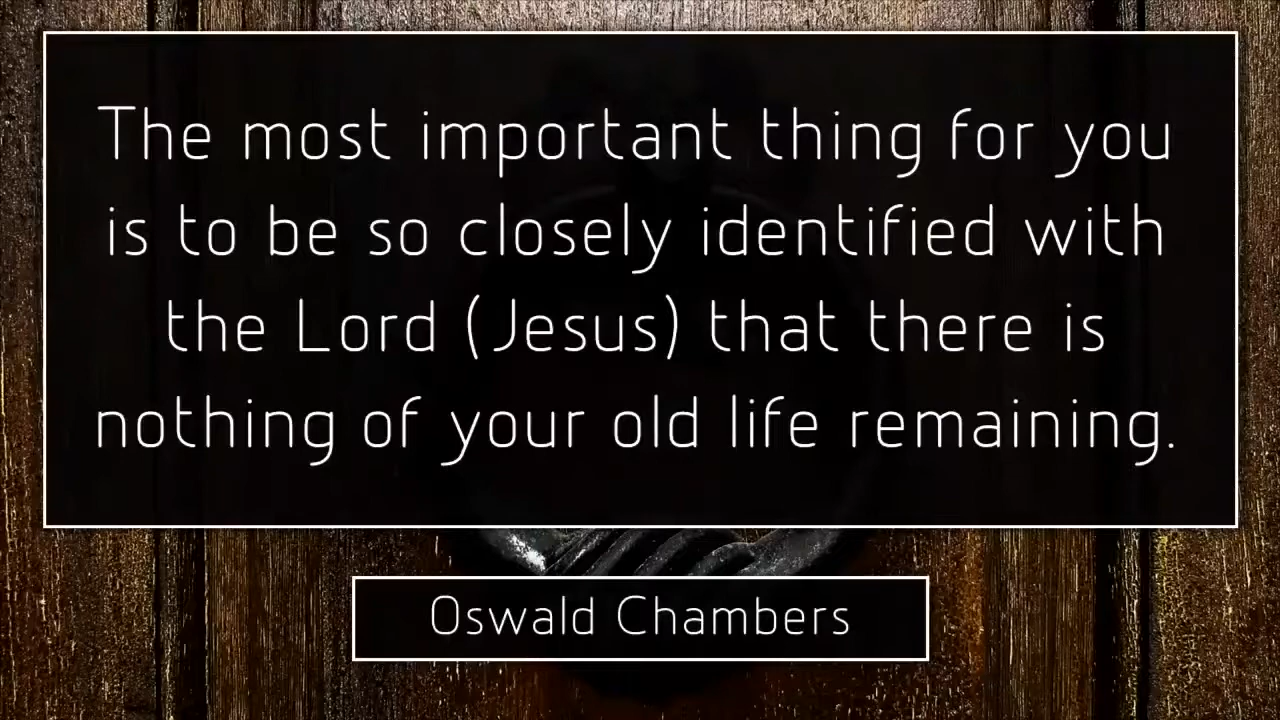 The most important thing for you
is to be so closely identified with
the Lord (Jesus) that there is
nothing of your old life remaining.
Oswald Chambers